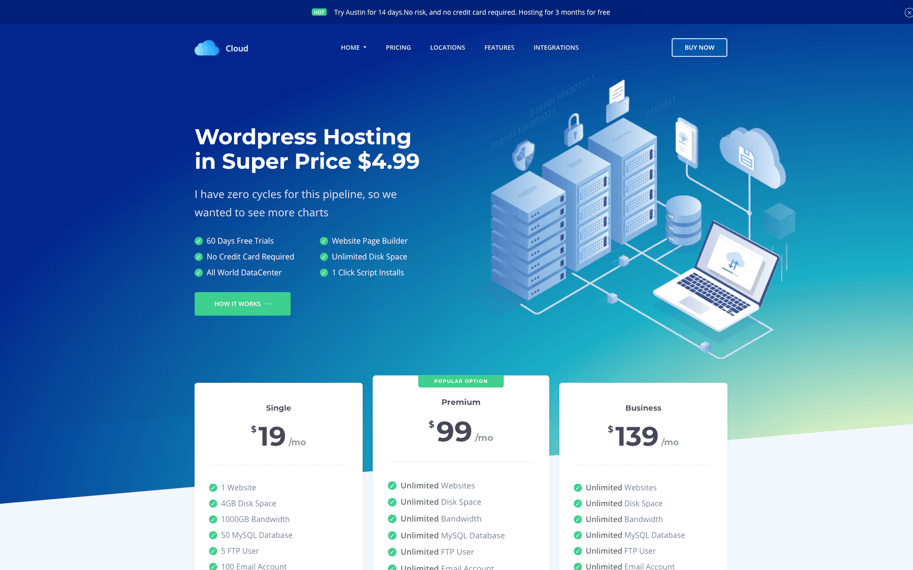 HOT Try Austin for 14 days.No risk, and no credit card required. Hosting for 3 months for free
Cloud
HOME PRICING LOCATIONS FEATURES INTEGRATIONS
BUY NOW
Wordpress Hosting
in Super Price $4.99
I have zero cycles for this pipeline, so we
wanted to see more charts
60 Days Free Trials
Website Page Builder
No Credit Card Required
Unlimited Disk Space
All World DataCenter
1 Click Script Installs
HOW IT WORKS →
Single
$19 /mo
1 Website
4GB Disk Space
1000GB Bandwidth
50 MySQL Database
5 FTP User
100 Email Account
POPULAR OPTION
Premium
$99 /mo
Unlimited Websites
Unlimited Disk Space
Unlimited Bandwidth
Unlimited MySQL Database
Unlimited FTP User
Unlimited Email Account
Business
$139 /mo
Unlimited Websites
Unlimited Disk Space
Unlimited Bandwidth
Unlimited MySQL Database
Unlimited FTP User
Unlimited Email Account